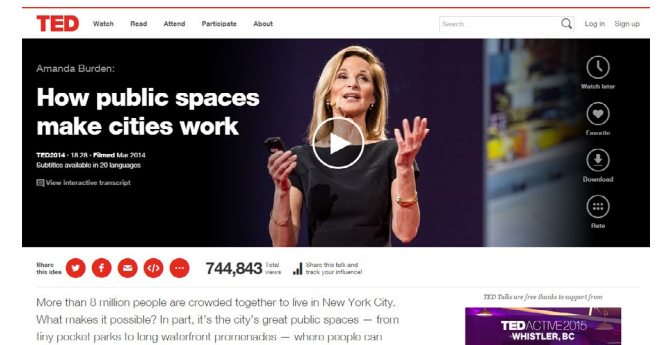 TED Watch Read Attend Participate About Search... Log in Sign up
Amanda Burden:
How public spaces
make cities work
TED2014 · 18:28 · Filmed Mar 2014
Subtitles available in 20 languages
View interactive transcript
Watch later
Favorite
Download
Rate
Share
this idea
744,843 Total
views
Share this talk and
track your influence!
More than 8 million people are crowded together to live in New York City.
What makes it possible? In part, it's the city's great public spaces — from
tiny pocket parks to long waterfront promenades — where people can
TED Talks are free thanks to support from
TEDACTIVE2015
WHISTLER, BC